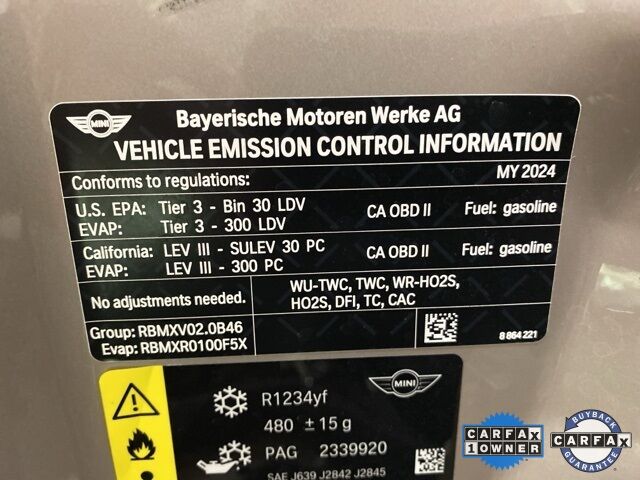 MINI
Bayerische Motoren Werke AG
VEHICLE EMISSION CONTROL INFORMATION
Conforms to regulations: MY 2024
U.S. EPA: Tier 3 - Bin 30 LDV CA OBD II Fuel: gasoline
EVAP: Tier 3 - 300 LDV
California: LEV III - SULEV 30 PC CA OBD II Fuel: gasoline
EVAP: LEV III - 300 PC
No adjustments needed. WU-TWC, TWC, WR-HO2S,
HO2S, DFI, TC, CAC
Group: RBMXV02.0B46
Evap: RBMXR0100F5X
8 864 221
MINI
R1234yf
480 ± 15 g
PAG 2339920
SAE J639 J2842 J2845
CARFAX
1 OWNER
BUYBACK
CARFAX
GUARANTEE